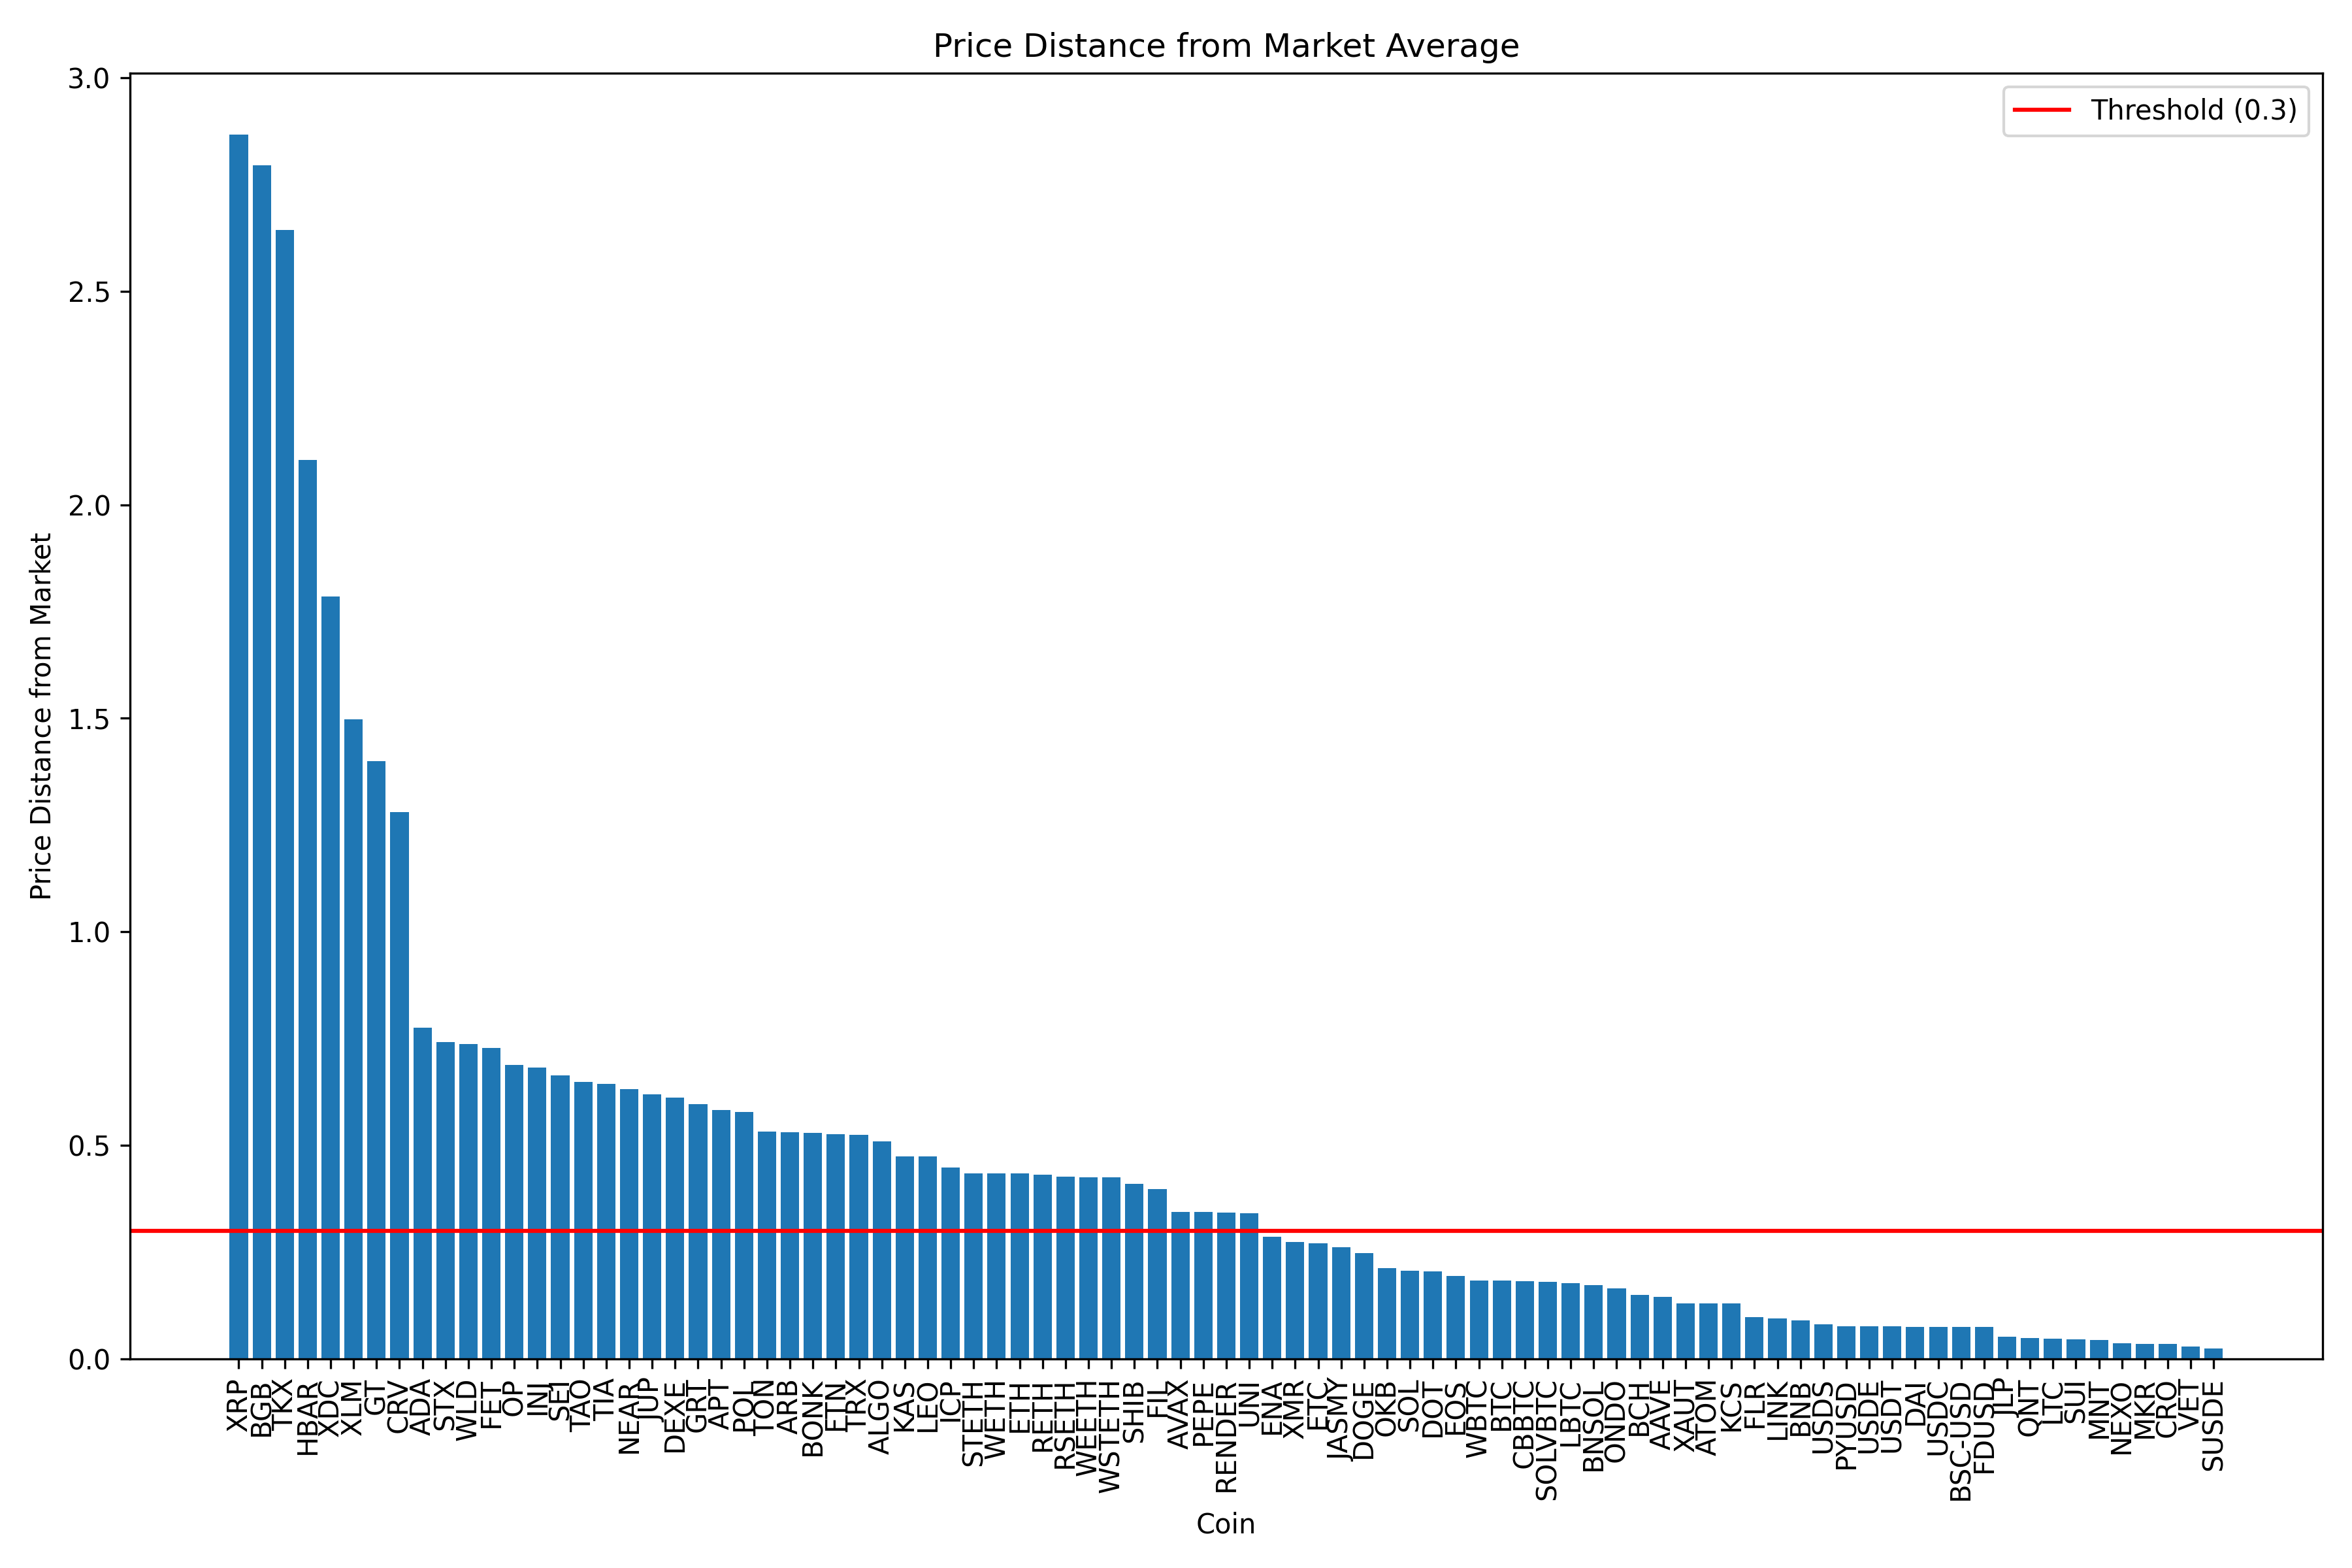 Price Distance from Market Average
Threshold (0.3)
Price Distance from Market
3.0
2.5
2.0
1.5
1.0
0.5
0.0
XRP
BGB
TKX
HBAR
XDC
XLM
GT
CRV
ADA
STX
WLD
FET
OP
INJ
SEI
TAO
TIA
NEAR
JUP
DEXE
GRT
APT
POL
TON
ARB
BONK
FTN
TRX
ALGO
KAS
LEO
ICP
STETH
WETH
ETH
RETH
RSETH
WEETH
WSTETH
SHIB
FIL
AVAX
PEPE
RENDER
UNI
ENA
XMR
ETC
JASMY
DOGE
OKB
SOL
DOT
EOS
WBTC
BTC
CBBTC
SOLVBTC
LBTC
BNSOL
ONDO
BCH
AAVE
XAUT
ATOM
KCS
FLR
LINK
BNB
USDS
PYUSD
USDE
USDT
DAI
USDC
BSC-USD
FDUSD
JLP
QNT
LTC
SUI
MNT
NEXO
MKR
CRO
VET
SUSDE
Coin